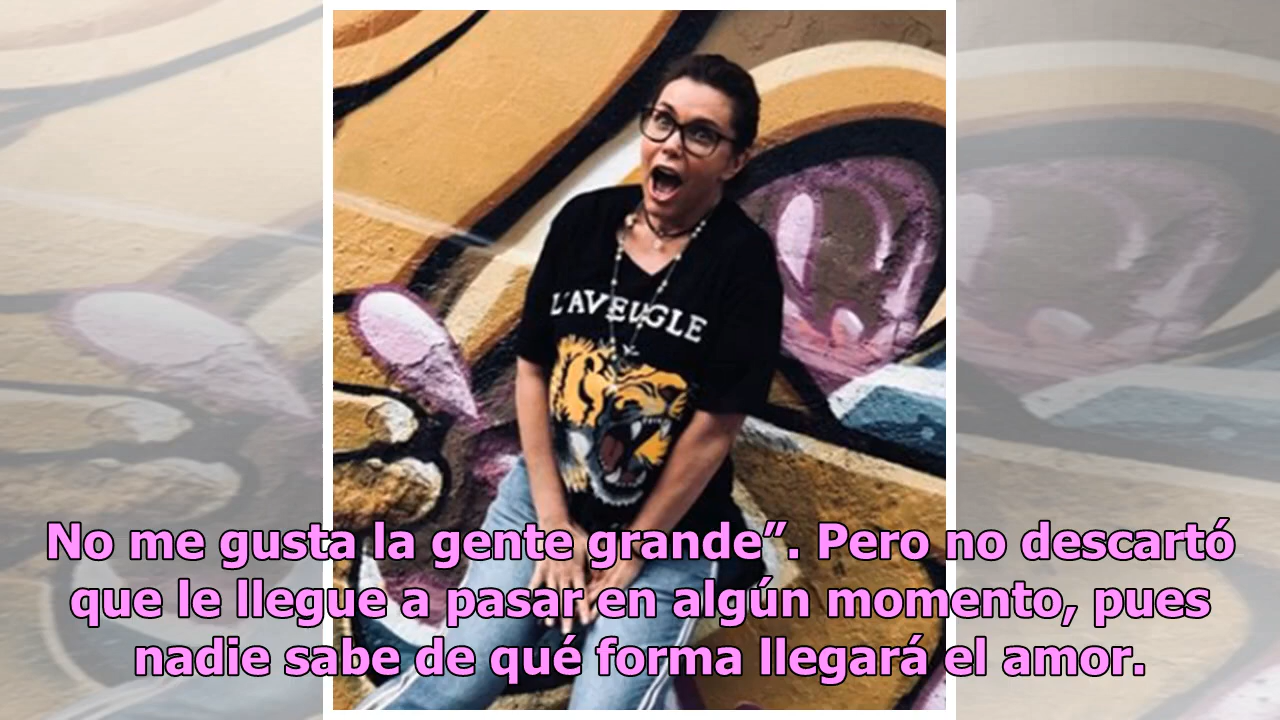 L'AVEUGLE
No me gusta la gente grande”. Pero no descartó
que le llegue a pasar en algún momento, pues
nadie sabe de qué forma llegará el amor.